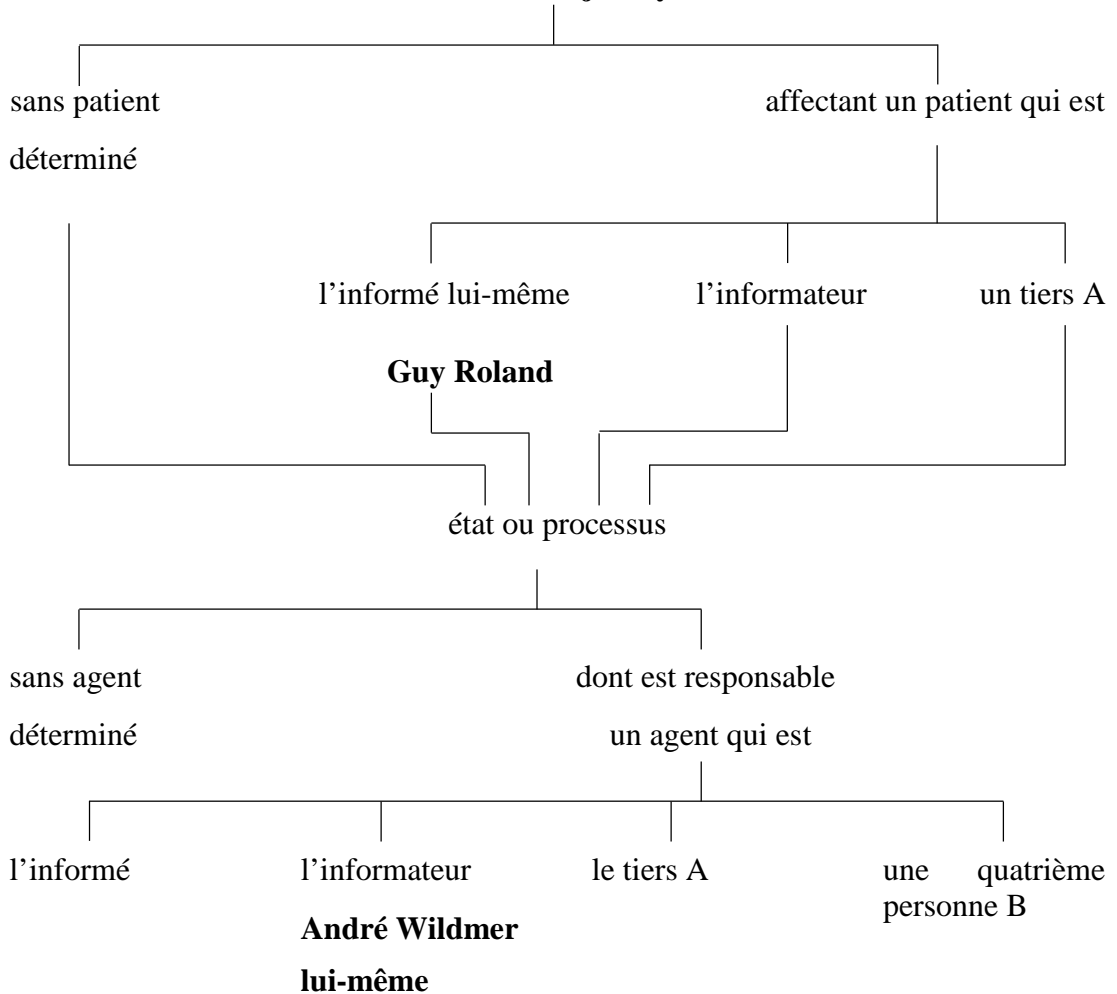 sans patient
déterminé
affectant un patient qui est
l’informé lui-même
l’informateur
un tiers A
Guy Roland
état ou processus
sans agent
déterminé
dont est responsable
un agent qui est
l’informé
l’informateur
André Wildmer
lui-même
le tiers A
une quatrième
personne B